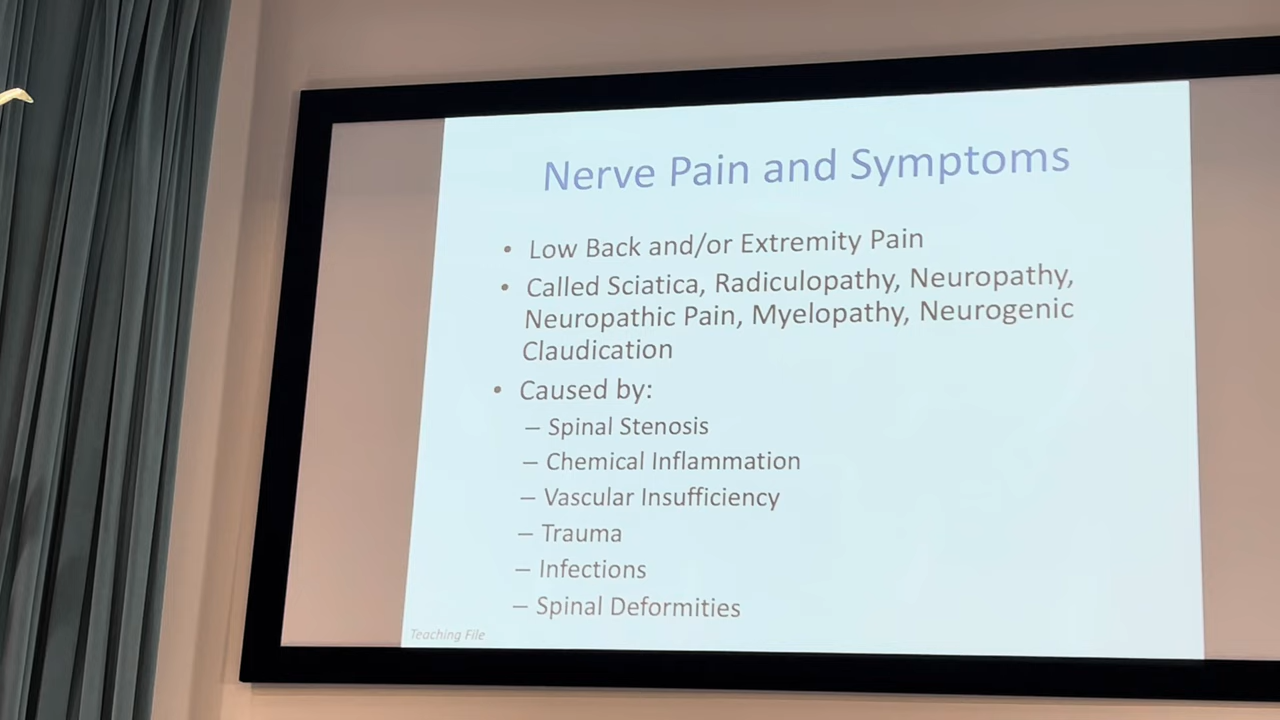 Nerve Pain and Symptoms
• Low Back and/or Extremity Pain
• Called Sciatica, Radiculopathy, Neuropathy,
Neuropathic Pain, Myelopathy, Neurogenic
Claudication
• Caused by:
– Spinal Stenosis
– Chemical Inflammation
– Vascular Insufficiency
– Trauma
– Infections
– Spinal Deformities
Teaching File